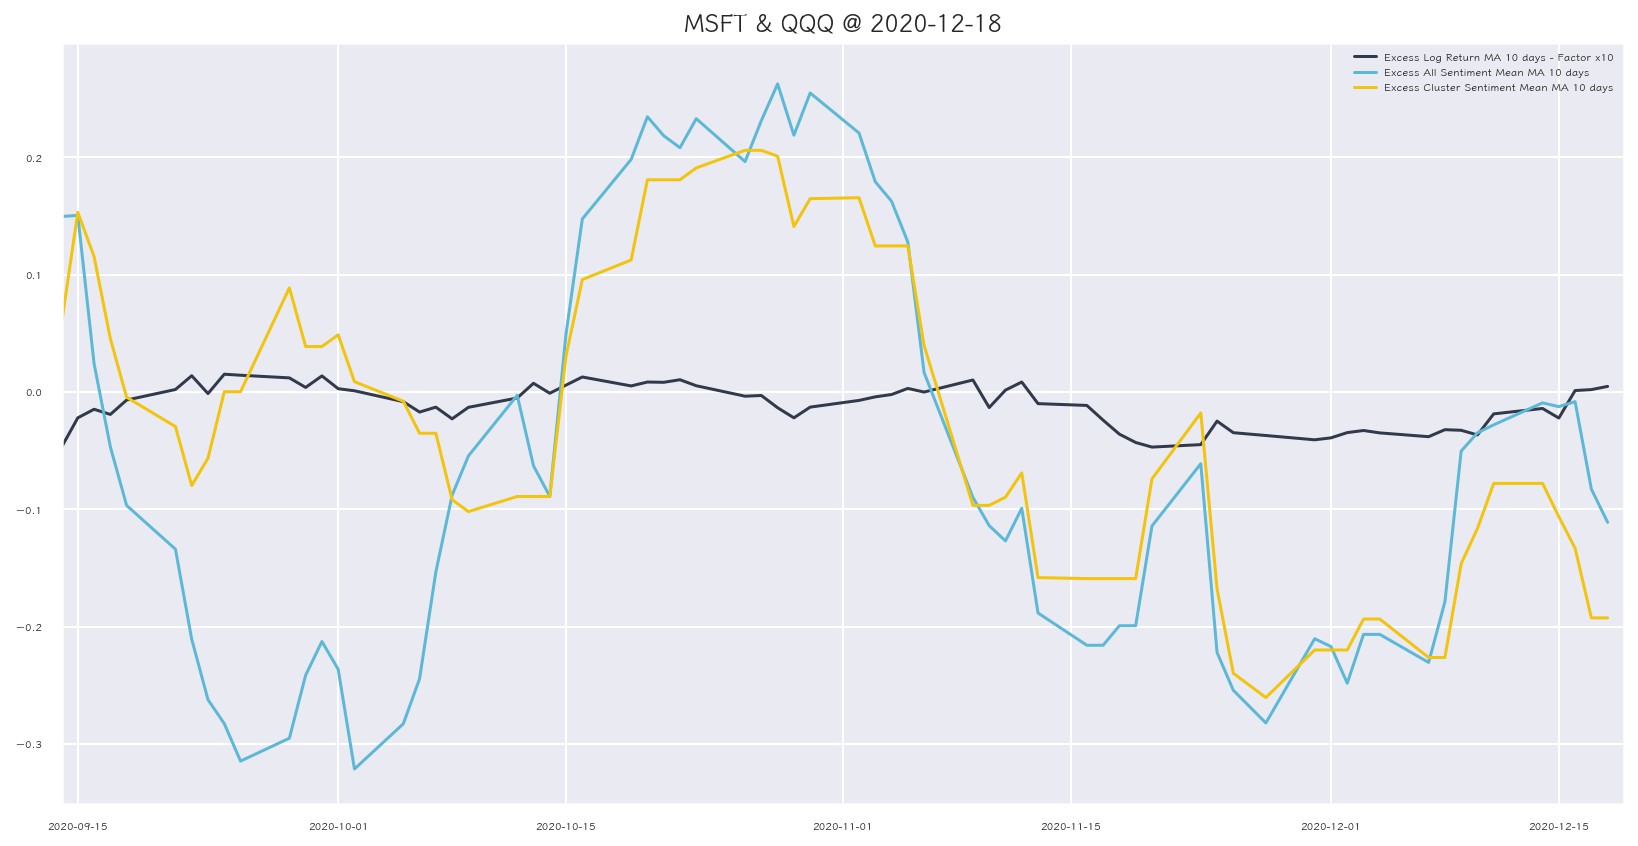 MSFT & QQQ @ 2020-12-18
Excess Log Return MA 10 days - Factor x10
Excess All Sentiment Mean MA 10 days
Excess Cluster Sentiment Mean MA 10 days
0.2
0.1
0.0
−0.1
−0.2
−0.3
2020-09-15 2020-10-01 2020-10-15 2020-11-01 2020-11-15 2020-12-01 2020-12-15